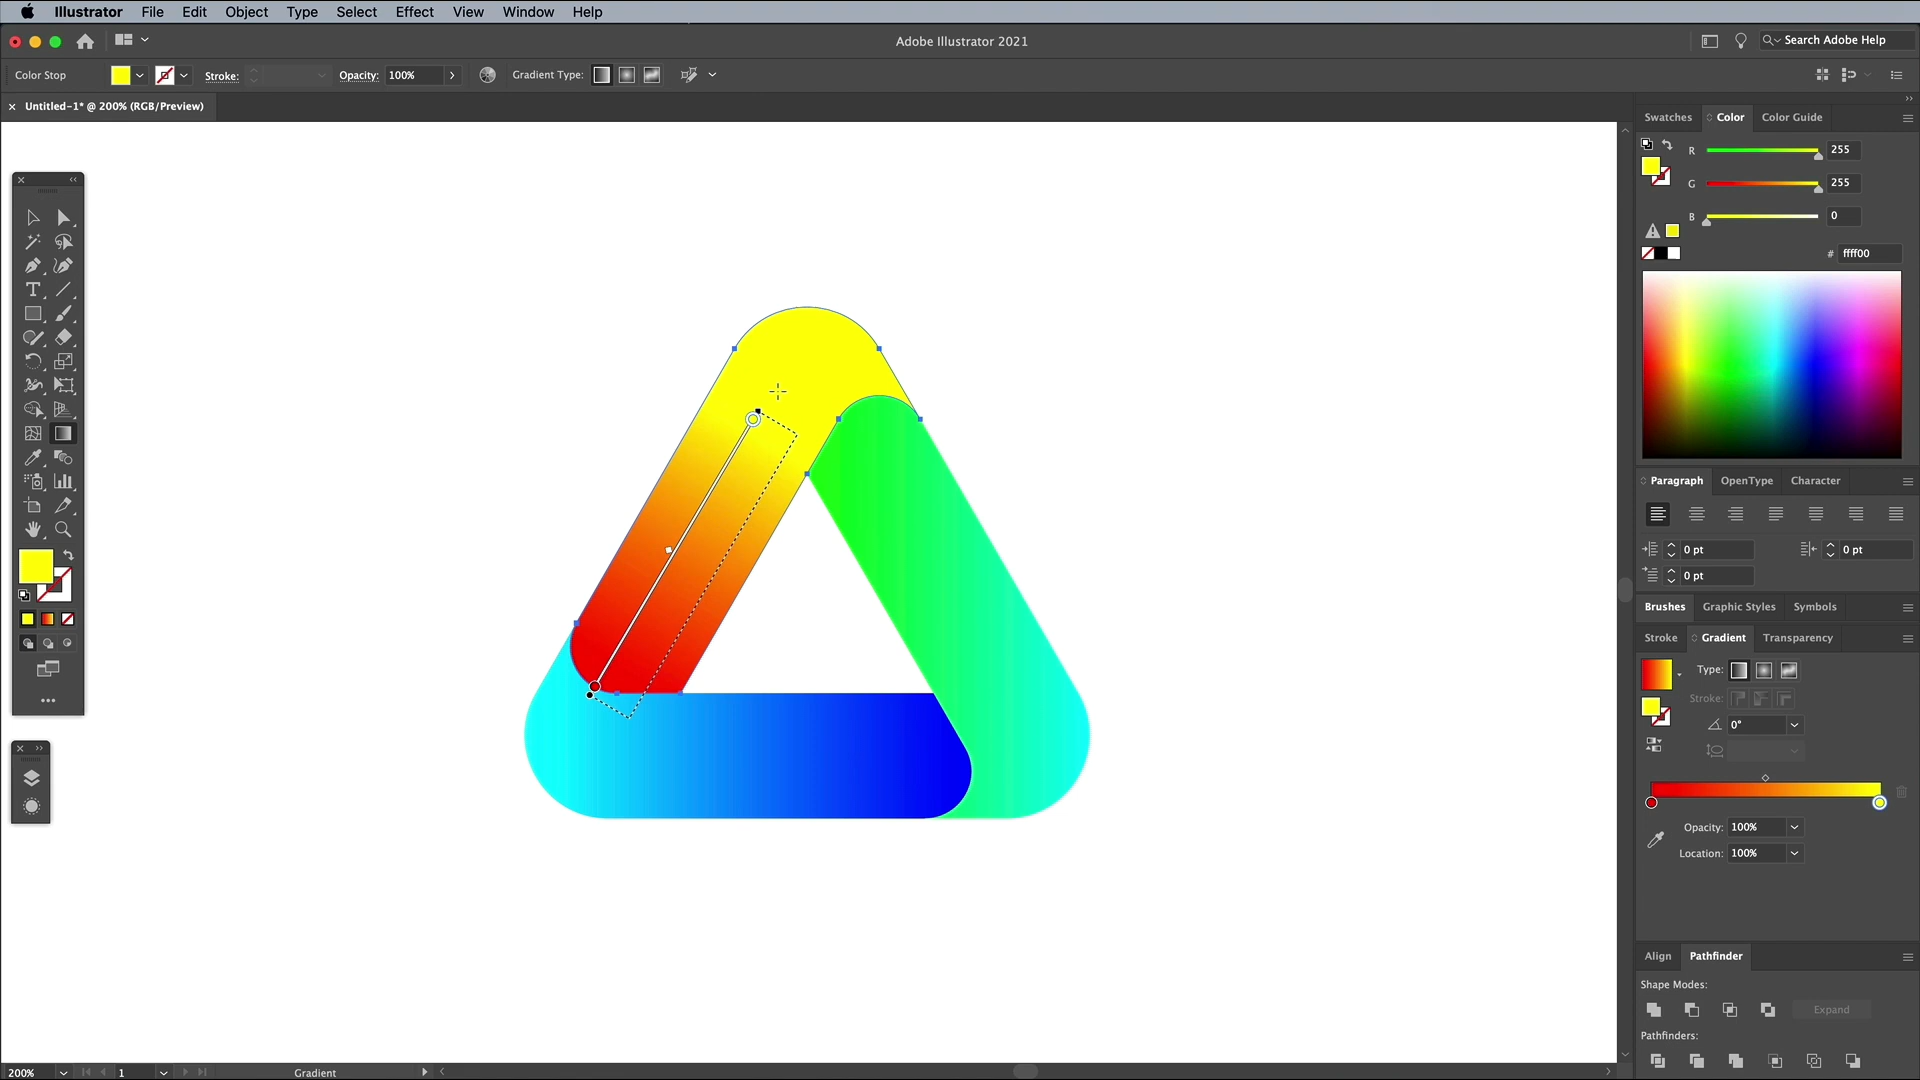 Illustrator File Edit Object Type Select Effect View Window Help
Adobe Illustrator 2021
Search Adobe Help
Color Stop Stroke: Opacity: 100% Gradient Type:
Untitled-1* @ 200% (RGB/Preview)
Swatches Color Color Guide
R 255
G 255
B 0
# ffff00
Paragraph OpenType Character
0 pt 0 pt
0 pt
Brushes Graphic Styles Symbols
Stroke Gradient Transparency
Type:
Stroke:
0°
Opacity: 100%
Location: 100%
Align Pathfinder
Shape Modes:
Expand
Pathfinders:
200% 1 Gradient